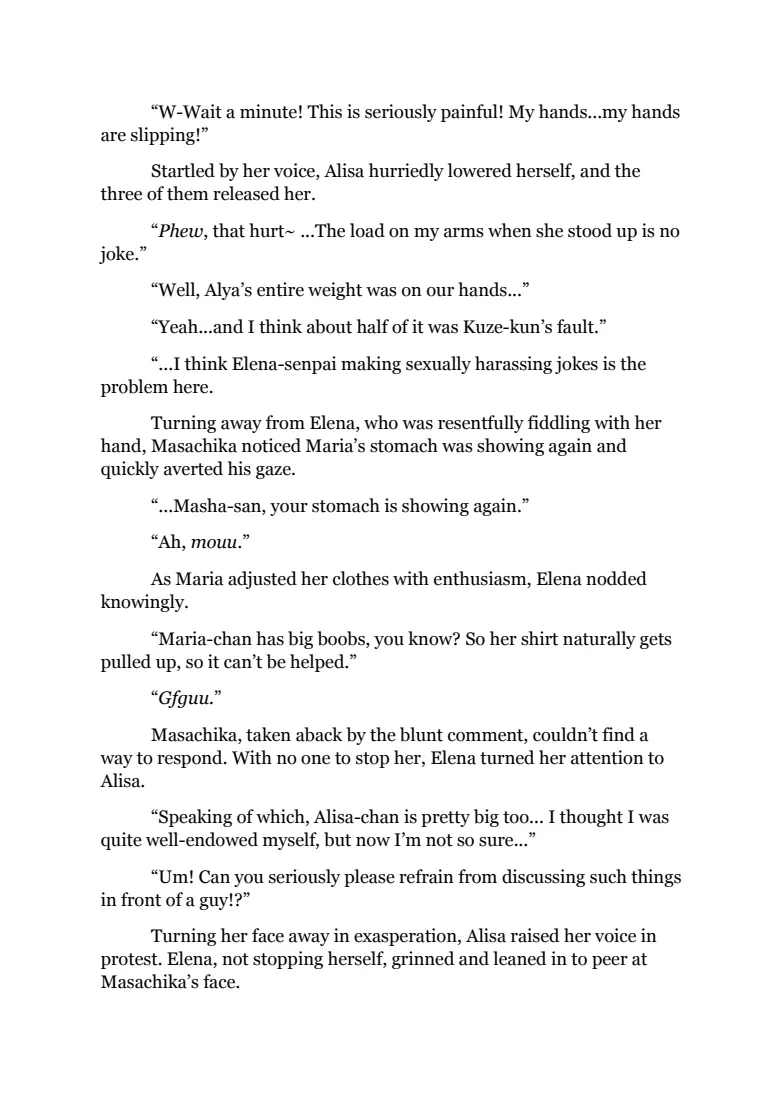 “W-Wait a minute! This is seriously painful! My hands...my hands
are slipping!”
Startled by her voice, Alisa hurriedly lowered herself, and the
three of them released her.
“Phew, that hurt~ ...The load on my arms when she stood up is no
joke.”
“Well, Alya’s entire weight was on our hands...”
“Yeah...and I think about half of it was Kuze-kun’s fault.”
“...I think Elena-senpai making sexually harassing jokes is the
problem here.
Turning away from Elena, who was resentfully fiddling with her
hand, Masachika noticed Maria’s stomach was showing again and
quickly averted his gaze.
“...Masha-san, your stomach is showing again.”
“Ah, mouu.”
As Maria adjusted her clothes with enthusiasm, Elena nodded
knowingly.
“Maria-chan has big boobs, you know? So her shirt naturally gets
pulled up, so it can’t be helped.”
“Gfguu.”
Masachika, taken aback by the blunt comment, couldn’t find a
way to respond. With no one to stop her, Elena turned her attention to
Alisa.
“Speaking of which, Alisa-chan is pretty big too... I thought I was
quite well-endowed myself, but now I’m not so sure...”
“Um! Can you seriously please refrain from discussing such things
in front of a guy!?”
Turning her face away in exasperation, Alisa raised her voice in
protest. Elena, not stopping herself, grinned and leaned in to peer at
Masachika’s face.